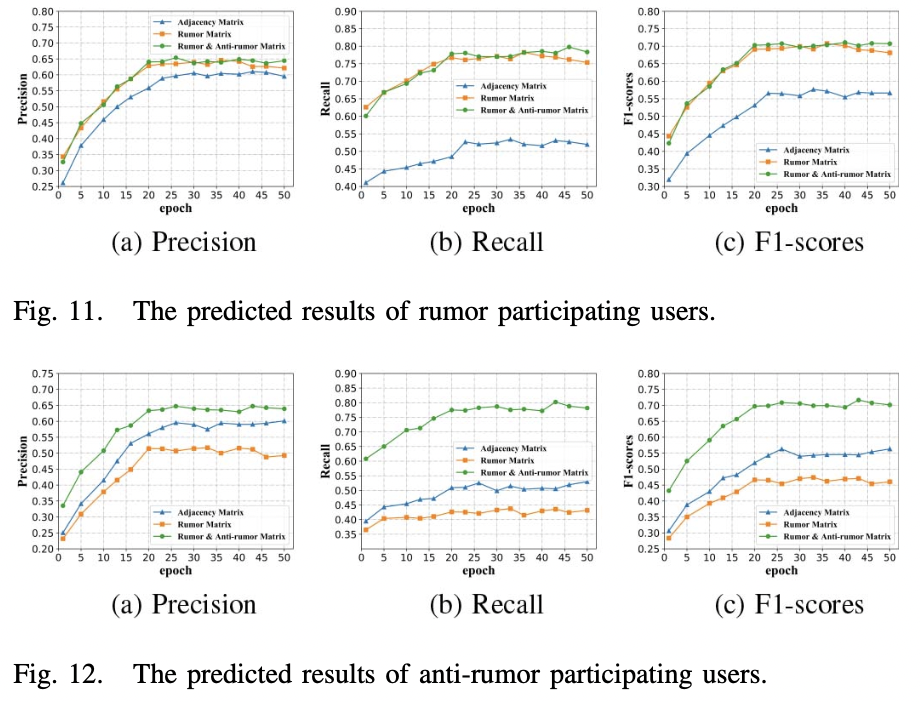 0.80
0.75
0.70
0.65
0.60
0.55
0.50
0.45
0.40
0.35
0.30
0.25
Precision
Adjacency Matrix
Rumor Matrix
Rumor & Anti-rumor Matrix
0 5 10 15 20 25 30 35 40 45 50
epoch
(a) Precision
0.90
0.85
0.80
0.75
0.70
0.65
0.60
0.55
0.50
0.45
0.40
Recall
Adjacency Matrix
Rumor Matrix
Rumor & Anti-rumor Matrix
0 5 10 15 20 25 30 35 40 45 50
epoch
(b) Recall
0.80
0.75
0.70
0.65
0.60
0.55
0.50
0.45
0.40
0.35
0.30
F1-scores
Adjacency Matrix
Rumor Matrix
Rumor & Anti-rumor Matrix
0 5 10 15 20 25 30 35 40 45 50
epoch
(c) F1-scores
Fig. 11. The predicted results of rumor participating users.
0.75
0.70
0.65
0.60
0.55
0.50
0.45
0.40
0.35
0.30
0.25
0.20
Precision
Adjacency Matrix
Rumor Matrix
Rumor & Anti-rumor Matrix
0 5 10 15 20 25 30 35 40 45 50
epoch
(a) Precision
0.90
0.85
0.80
0.75
0.70
0.65
0.60
0.55
0.50
0.45
0.40
0.35
Recall
Adjacency Matrix
Rumor Matrix
Rumor & Anti-rumor Matrix
0 5 10 15 20 25 30 35 40 45 50
epoch
(b) Recall
0.80
0.75
0.70
0.65
0.60
0.55
0.50
0.45
0.40
0.35
0.30
0.25
F1-scores
Adjacency Matrix
Rumor Matrix
Rumor & Anti-rumor Matrix
0 5 10 15 20 25 30 35 40 45 50
epoch
(c) F1-scores
Fig. 12. The predicted results of anti-rumor participating users.